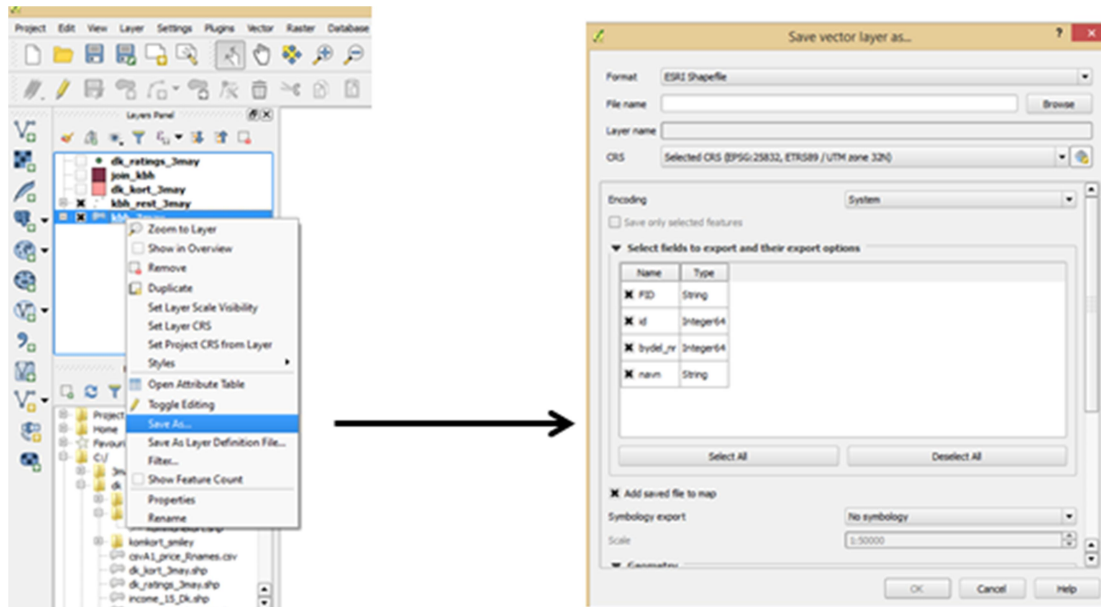 Project Edit View Layer Settings Plugins Vector Raster Database
Layers Panel
dk_ratings_3may
join_kbh
dk_kort_3may
kbh_rest_3may
kbh_3may
Zoom to Layer
Show in Overview
Remove
Duplicate
Set Layer Scale Visibility
Set Layer CRS
Set Project CRS from Layer
Styles
Open Attribute Table
Toggle Editing
Save As...
Save As Layer Definition File...
Filter...
Show Feature Count
Properties
Rename
Project
Home
Favouri
C:/
3m
dk
komkort_smiley
csvA1_price_Rnames.csv
dk_kort_3may.shp
dk_ratings_3may.shp
income_15_Dk.shp
Save vector layer as...
?
Format ESRI Shapefile
File name Browse
Layer name
CRS Selected CRS (EPSG:25832, ETRS89 / UTM zone 32N)
Encoding System
Save only selected features
Select fields to export and their export options
Name Type
FID String
id Integer64
bydel_nr Integer64
navn String
Select All Deselect All
Add saved file to map
Symbology export No symbology
Scale 1:50000
Geometry
OK Cancel Help